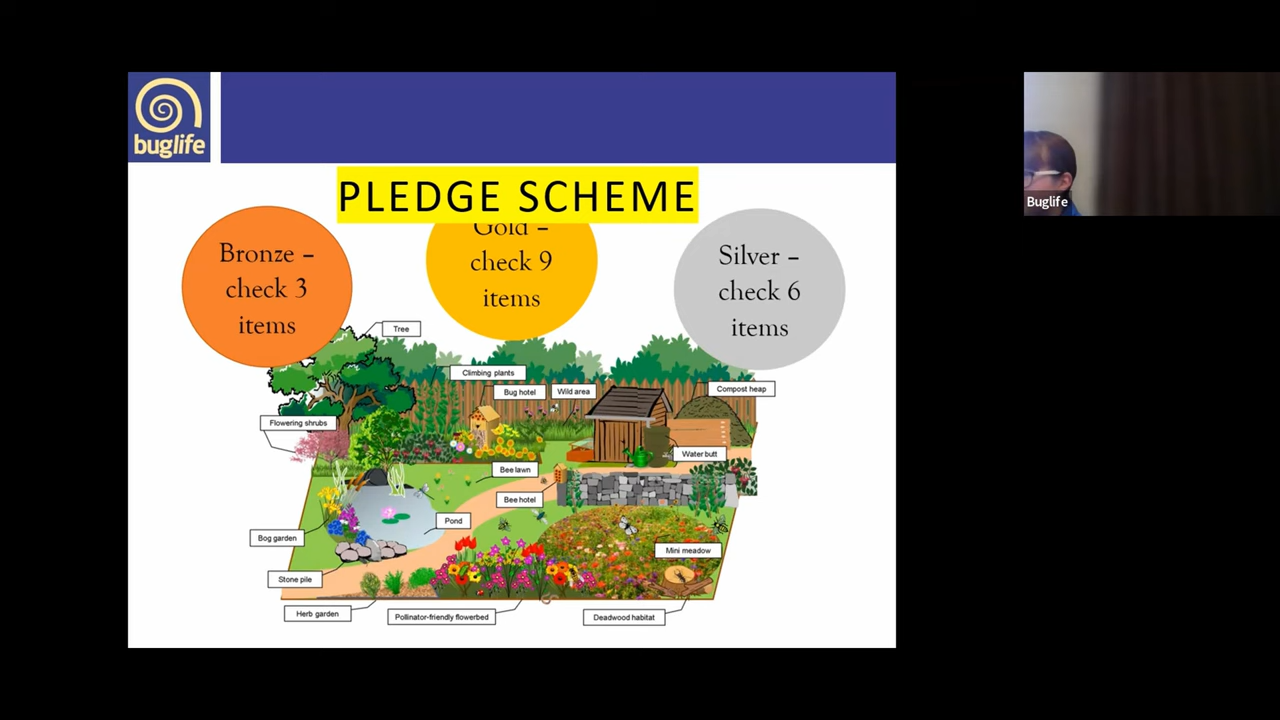 buglife
PLEDGE SCHEME
Bronze –
check 3
items
Gold –
check 9
items
Silver –
check 6
items
Tree
Climbing plants
Bug hotel
Wild area
Compost heap
Flowering shrubs
Water butt
Bee lawn
Bee hotel
Pond
Bog garden
Mini meadow
Stone pile
Herb garden
Pollinator-friendly flowerbed
Deadwood habitat
Buglife